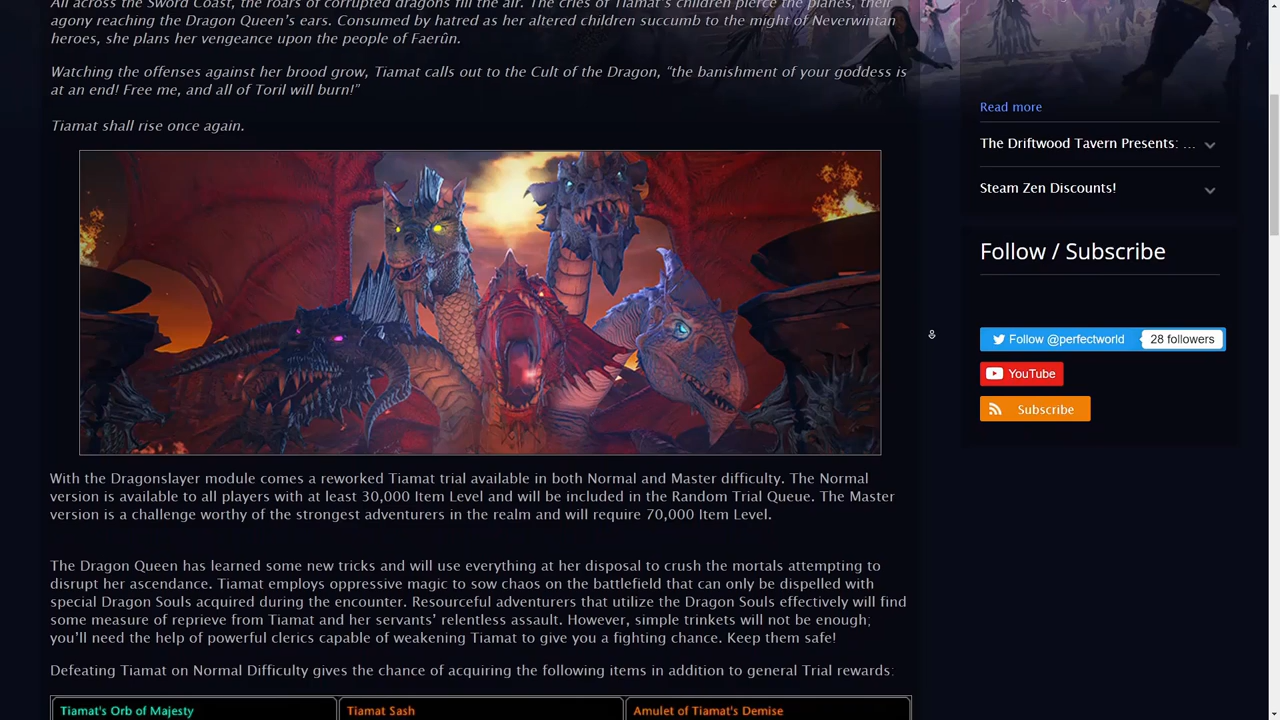 All across the Sword Coast, the roars of corrupted dragons fill the air. The cries of Tiamat's children pierce the planes, their
agony reaching the Dragon Queen's ears. Consumed by hatred as her altered children succumb to the might of Neverwintan
heroes, she plans her vengeance upon the people of Faerûn.
Watching the offenses against her brood grow, Tiamat calls out to the Cult of the Dragon, “the banishment of your goddess is
at an end! Free me, and all of Toril will burn!”
Tiamat shall rise once again.
With the Dragonslayer module comes a reworked Tiamat trial available in both Normal and Master difficulty. The Normal
version is available to all players with at least 30,000 Item Level and will be included in the Random Trial Queue. The Master
version is a challenge worthy of the strongest adventurers in the realm and will require 70,000 Item Level.
The Dragon Queen has learned some new tricks and will use everything at her disposal to crush the mortals attempting to
disrupt her ascendance. Tiamat employs oppressive magic to sow chaos on the battlefield that can only be dispelled with
special Dragon Souls acquired during the encounter. Resourceful adventurers that utilize the Dragon Souls effectively will find
some measure of reprieve from Tiamat and her servants’ relentless assault. However, simple trinkets will not be enough;
you’ll need the help of powerful clerics capable of weakening Tiamat to give you a fighting chance. Keep them safe!
Defeating Tiamat on Normal Difficulty gives the chance of acquiring the following items in addition to general Trial rewards:
Tiamat's Orb of Majesty
Tiamat Sash
Amulet of Tiamat's Demise
Read more
The Driftwood Tavern Presents: ...
Steam Zen Discounts!
Follow / Subscribe
Follow @perfectworld
28 followers
YouTube
Subscribe